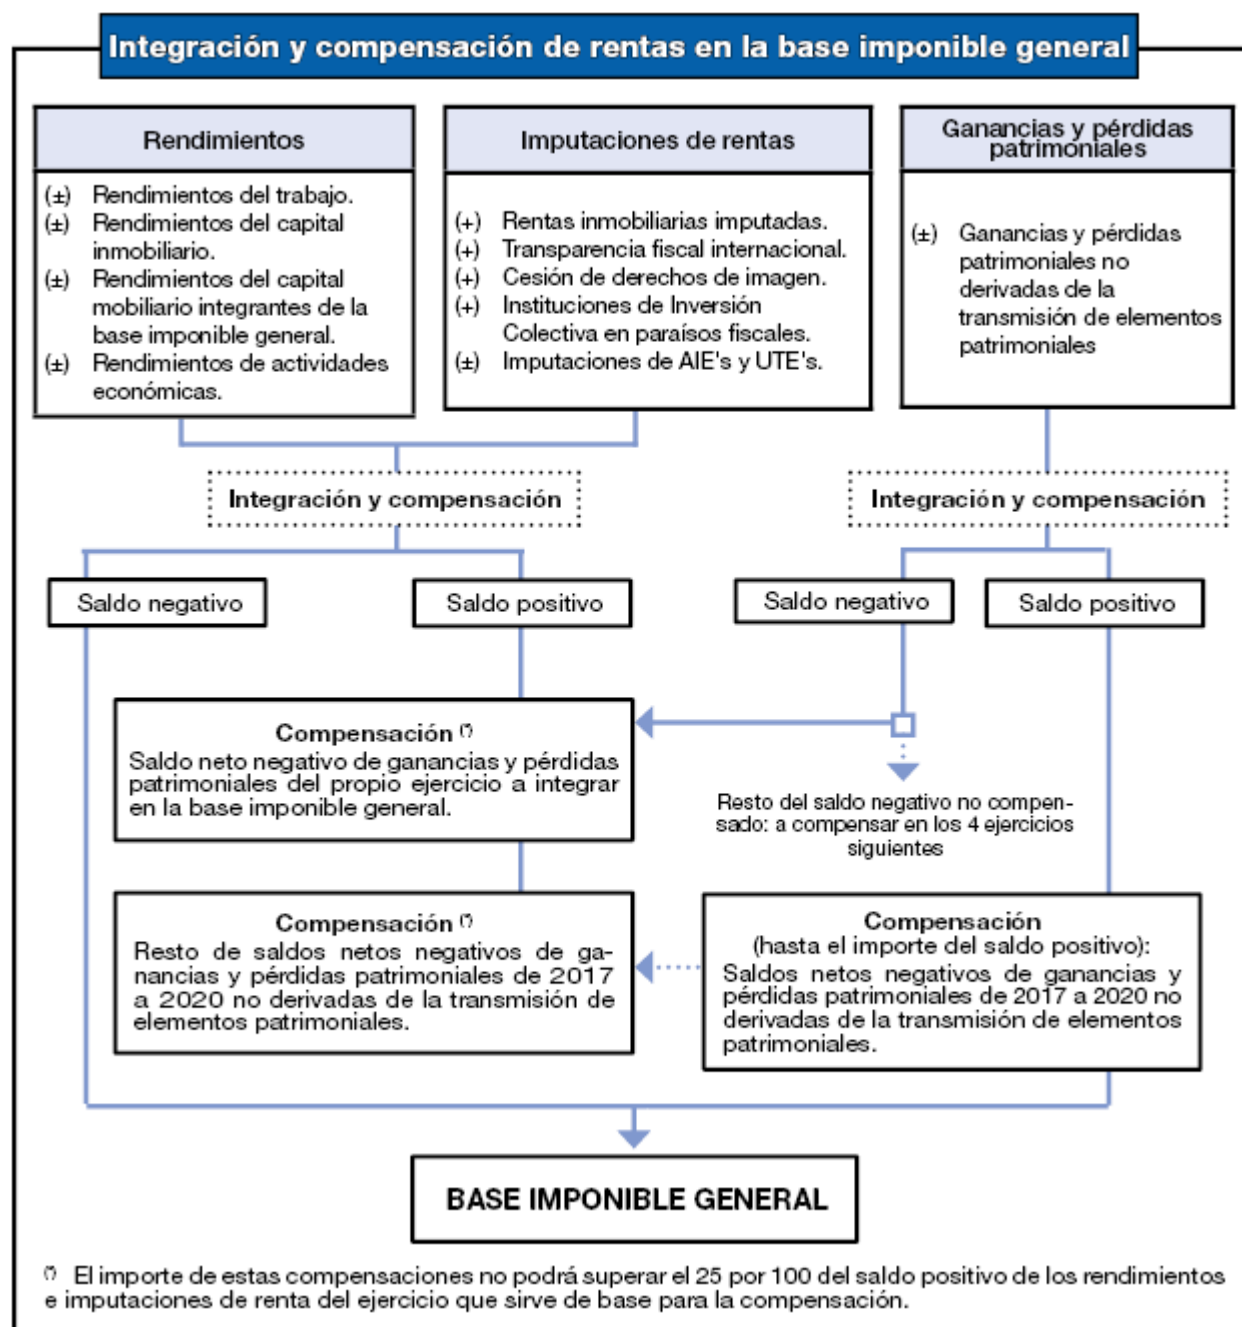 Integración y compensación de rentas en la base imponible general
Rendimientos
(±) Rendimientos del trabajo.
(±) Rendimientos del capital
inmobiliario.
(±) Rendimientos del capital
mobiliario integrantes de la
base imponible general.
(±) Rendimientos de actividades
económicas.
Imputaciones de rentas
(+) Rentas inmobiliarias imputadas.
(+) Transparencia fiscal internacional.
(+) Cesión de derechos de imagen.
(+) Instituciones de Inversión
Colectiva en paraísos fiscales.
(±) Imputaciones de AIE's y UTE's.
Ganancias y pérdidas
patrimoniales
(±) Ganancias y pérdidas
patrimoniales no
derivadas de la
transmisión de elementos
patrimoniales
Integración y compensación
Integración y compensación
Saldo negativo
Saldo positivo
Saldo negativo
Saldo positivo
Compensación (*)
Saldo neto negativo de ganancias y pérdidas
patrimoniales del propio ejercicio a integrar
en la base imponible general.
Resto del saldo negativo no compen-
sado: a compensar en los 4 ejercicios
siguientes
Compensación (*)
Resto de saldos netos negativos de ga-
nancias y pérdidas patrimoniales de 2017
a 2020 no derivadas de la transmisión de
elementos patrimoniales.
Compensación
(hasta el importe del saldo positivo):
Saldos netos negativos de ganancias y
pérdidas patrimoniales de 2017 a 2020 no
derivadas de la transmisión de elementos
patrimoniales.
BASE IMPONIBLE GENERAL
(*) El importe de estas compensaciones no podrá superar el 25 por 100 del saldo positivo de los rendimientos
e imputaciones de renta del ejercicio que sirve de base para la compensación.